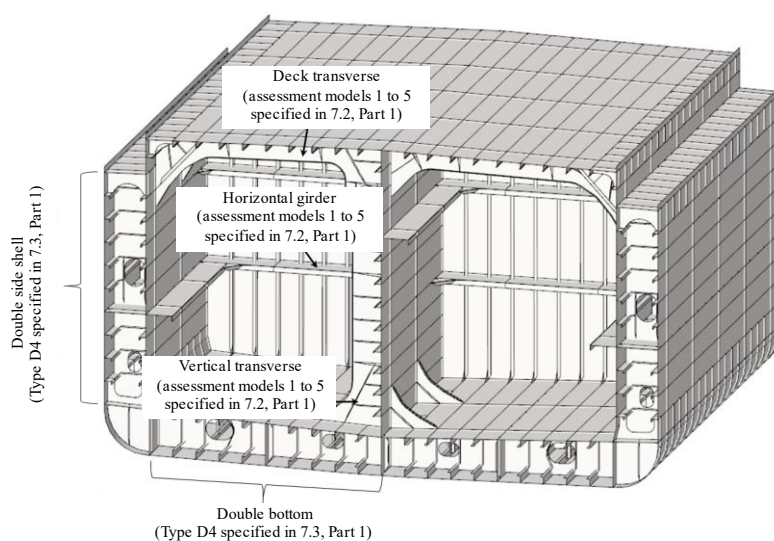 Deck transverse
(assessment models 1 to 5
specified in 7.2, Part 1)
Horizontal girder
(assessment models 1 to 5
specified in 7.2, Part 1)
Double side shell
(Type D4 specified in 7.3, Part 1)
Vertical transverse
(assessment models 1 to 5
specified in 7.2, Part 1)
Double bottom
(Type D4 specified in 7.3, Part 1)